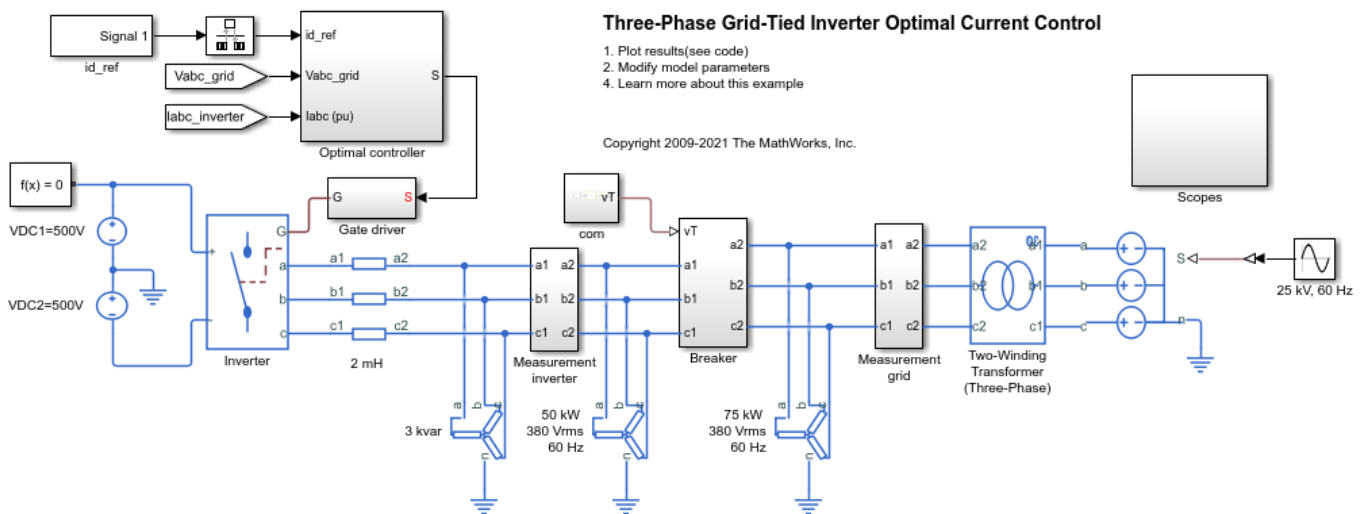 Three-Phase Grid-Tied Inverter Optimal Current Control
1. Plot results(see code)
2. Modify model parameters
4. Learn more about this example
Copyright 2009-2021 The MathWorks, Inc.
Signal 1
id_ref
Vabc_grid
Iabc_inverter
id_ref
Vabc_grid
Iabc (pu)
S
Optimal controller
f(x) = 0
VDC1=500V
VDC2=500V
G
S
Gate driver
+
−
G
a
b
c
Inverter
a1
a2
b1
b2
c1
c2
2 mH
a
b
c
n
3 kvar
a1
a2
b1
b2
c1
c2
Measurement
inverter
a
b
c
n
50 kW
380 Vrms
60 Hz
vT
com
vT
a1
b1
c1
a2
b2
c2
Breaker
a
b
c
n
75 kW
380 Vrms
60 Hz
a1
a2
b1
b2
c1
c2
Measurement
grid
a2
a1
b2
b1
c2
c1
Two-Winding
Transformer
(Three-Phase)
a
b
c
S
n
25 kV, 60 Hz
Scopes